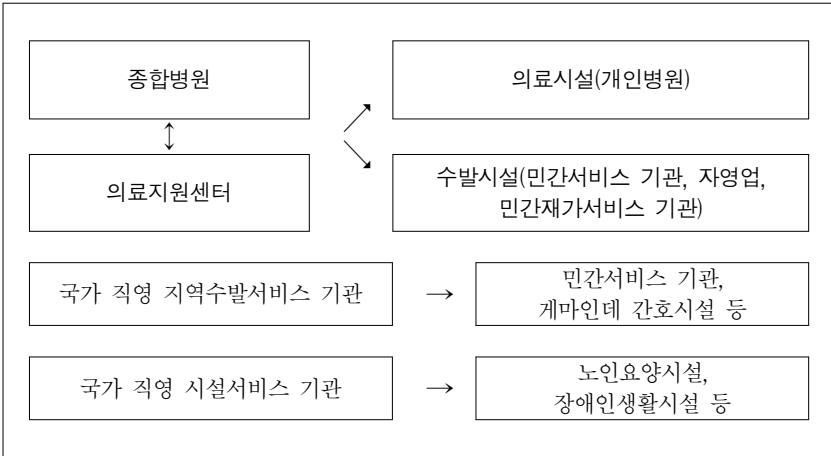 종합병원
의료시설(개인병원)
의료지원센터
수발시설(민간서비스 기관, 자영업,
민간재가서비스 기관)
국가 직영 지역수발서비스 기관
민간서비스 기관,
게마인데 간호시설 등
국가 직영 시설서비스 기관
노인요양시설,
장애인생활시설 등